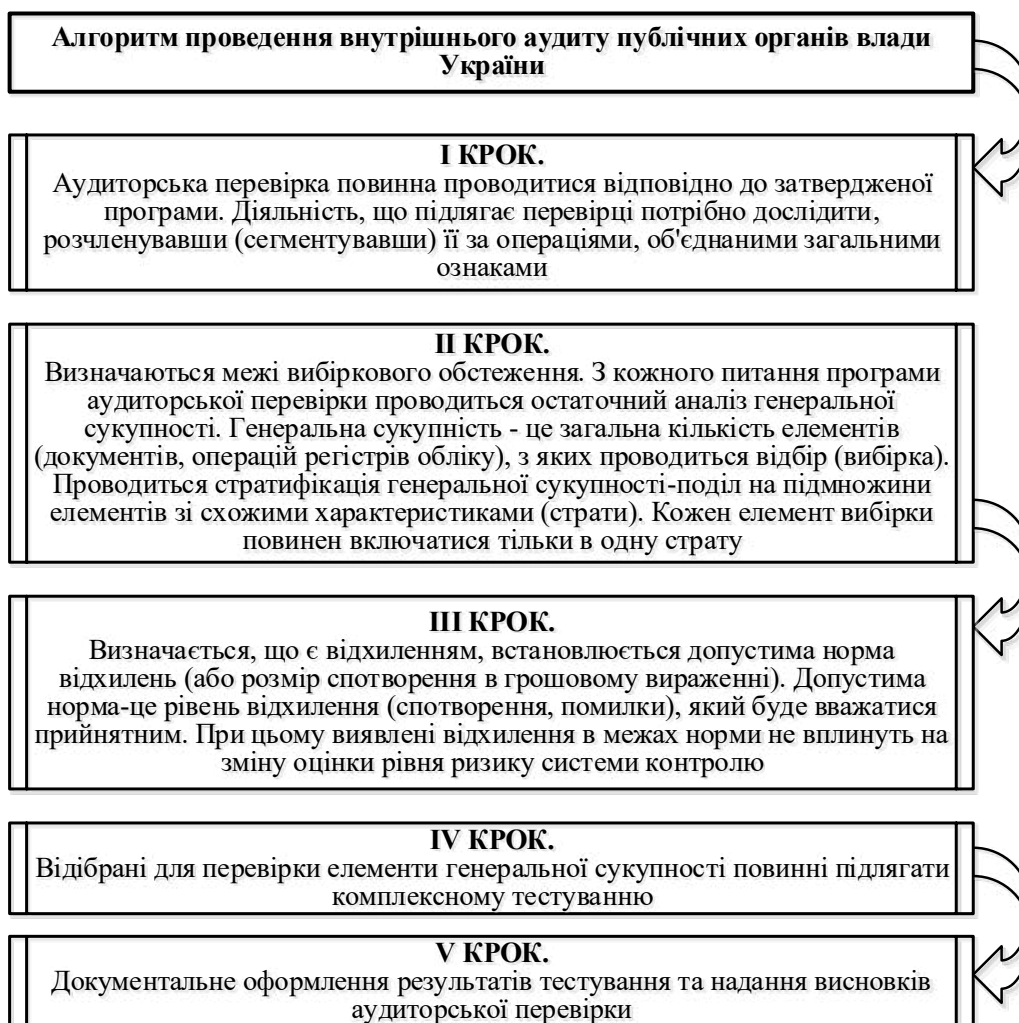 Алгоритм проведення внутрішнього аудиту публічних органів влади
України
І КРОК.
Аудиторська перевірка повинна проводитися відповідно до затвердженої
програми. Діяльність, що підлягає перевірці потрібно дослідити,
розчленувавши (сегментувавши) її за операціями, об'єднаними загальними
ознаками
ІІ КРОК.
Визначаються межі вибіркового обстеження. З кожного питання програми
аудиторської перевірки проводиться остаточний аналіз генеральної
сукупності. Генеральна сукупність - це загальна кількість елементів
(документів, операцій регістрів обліку), з яких проводиться відбір (вибірка).
Проводиться стратифікація генеральної сукупності-поділ на підмножини
елементів зі схожими характеристиками (страти). Кожен елемент вибірки
повинен включатися тільки в одну страту
ІІІ КРОК.
Визначається, що є відхиленням, встановлюється допустима норма
відхилень (або розмір спотворення в грошовому вираженні). Допустима
норма-це рівень відхилення (спотворення, помилки), який буде вважатися
прийнятним. При цьому виявлені відхилення в межах норми не вплинуть на
зміну оцінки рівня ризику системи контролю
IV КРОК.
Відібрані для перевірки елементи генеральної сукупності повинні підлягати
комплексному тестуванню
V КРОК.
Документальне оформлення результатів тестування та надання висновків
аудиторської перевірки